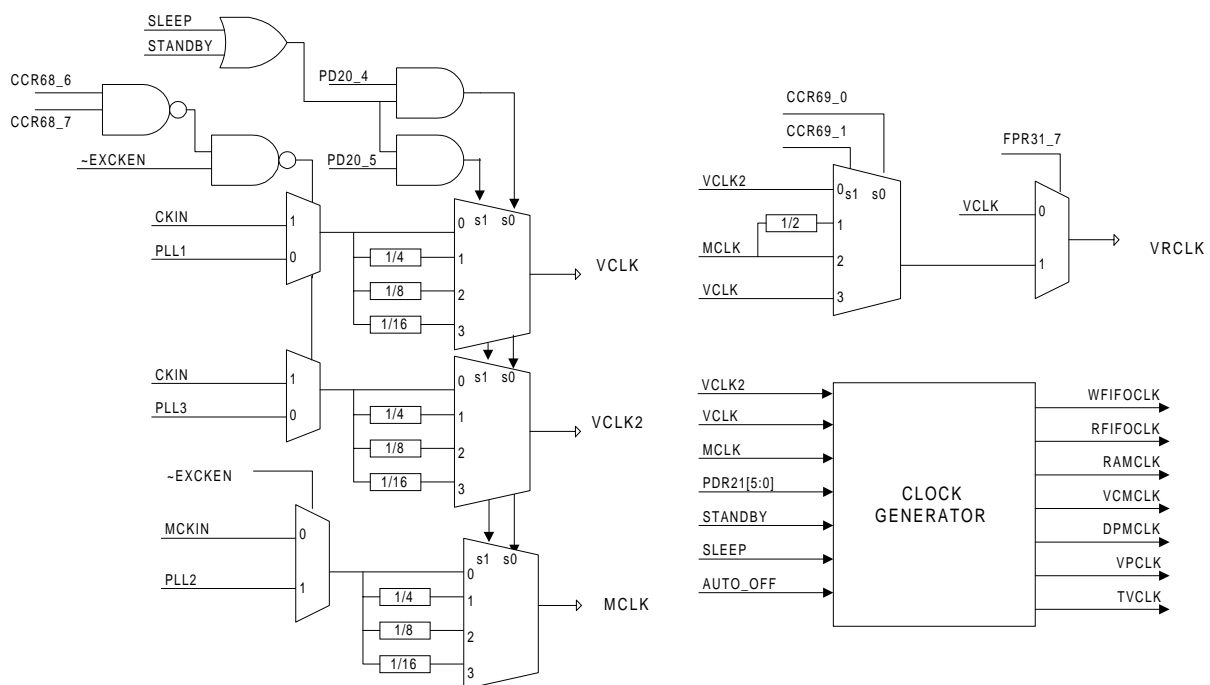 SLEEP
STANDBY
CCR68_6
CCR68_7
~EXCKEN
PD20_4
PD20_5
CKIN
PLL1
1
0
0
s1 s0
1/4
1
1/8
2
1/16
3
VCLK
CKIN
PLL3
1
0
0
s1 s0
1/4
1
1/8
2
1/16
3
VCLK2
~EXCKEN
MCKIN
PLL2
0
1
0
s1 s0
1/4
1
1/8
2
1/16
3
MCLK
CCR69_0
CCR69_1
FPR31_7
VCLK2
0
s1 s0
1/2
1
MCLK
2
VCLK
3
VCLK
0
1
VRCLK
VCLK2
VCLK
MCLK
PDR21[5:0]
STANDBY
SLEEP
AUTO_OFF
CLOCK
GENERATOR
WFIFOCLK
RFIFOCLK
RAMCLK
VCMCLK
DPMCLK
VPCLK
TVCLK